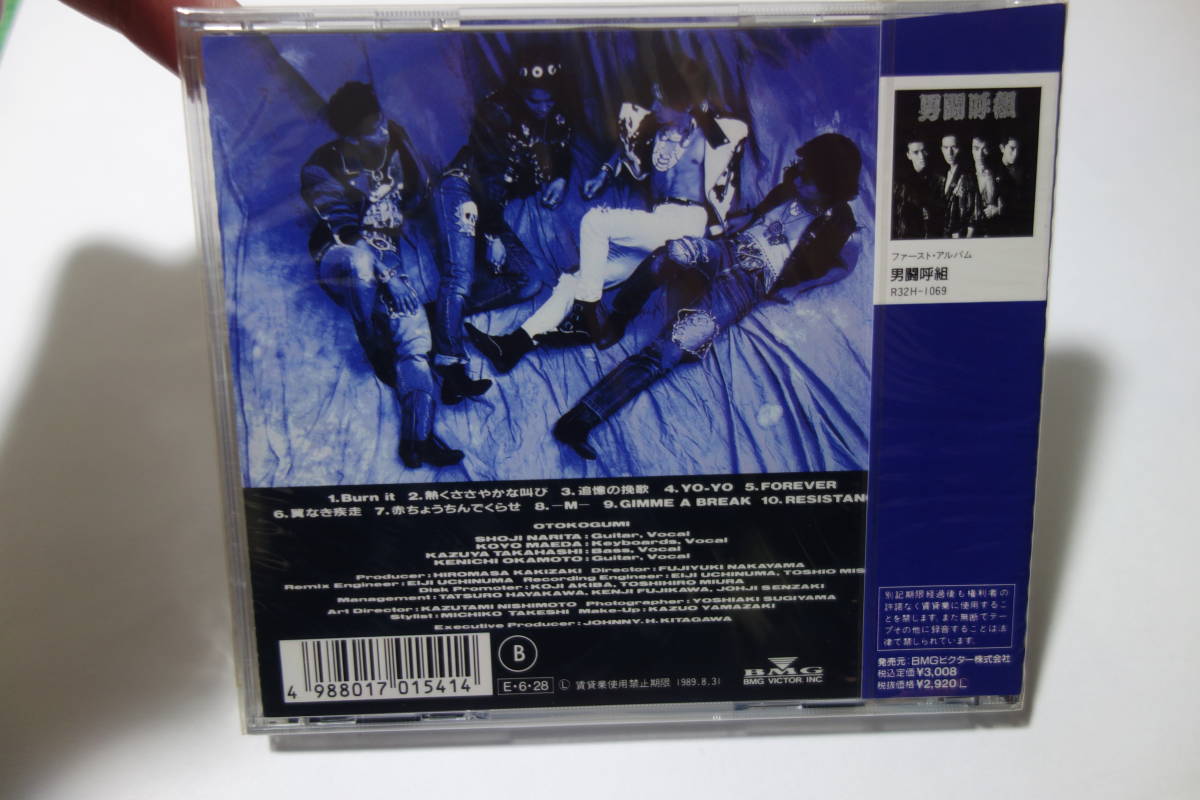 男闘呼組
ファースト・アルバム
男闘呼組
R32H-1069
1.Burn it 2.熱くささやかな叫び 3.追憶の挽歌 4.YO-YO 5.FOREVER
6.翼なき疾走 7.赤ちょうちんでくらせ 8.—M— 9.GIMME A BREAK 10.RESISTANC
OTOKOGUMI
SHOJI NARITA:Guitar, Vocal
KOYO MAEDA:Keyboards, Vocal
KAZUYA TAKAHASHI:Bass, Vocal
KENICHI OKAMOTO:Guitar, Vocal
Producer:HIROMASA KAKIZAKI Director:FUJIYUKI NAKAYAMA
Remix Engineer:EIJI UCHINUMA Recording Engineer:EIJI UCHINUMA, TOSHIO MIS
Disk Promoter:KOJI AKIBA, TOSHIHIRO MIURA
Management:TATSURO HAYAKAWA, KENJI FUJIKAWA, JOHJI SENZAKI
Art Director:KAZUTAMI NISHIMOTO Photographer:YOSHIAKI SUGIYAMA
Stylist:MICHIKO TAKESHI Make-Up:KAZUO YAMAZAKI
Executive Producer:JOHNNY.H.KITAGAWA
4 988017 015414
B
E・6・28
Ⓛ 賃貸業使用禁止期限 1989.8.31
BMG
BMG VICTOR, INC.
別記期限経過後も権利者の
許諾なく賃貸業に使用するこ
とを禁じます。また無断でテー
プその他に録音することは法
律で禁じられています。
発売元:BMGビクター株式会社
税込定価¥3,008
税抜価格¥2,920 L